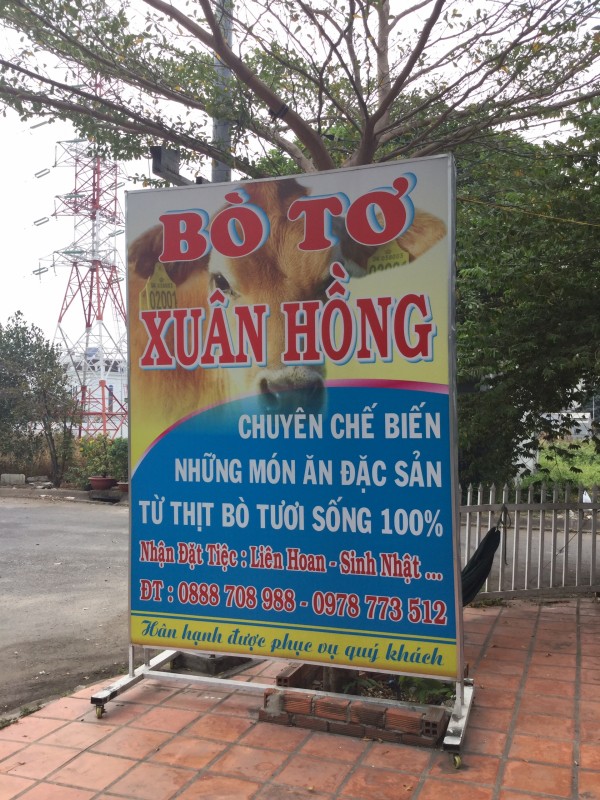 BÒ TƠ
02001
XUÂN HỒNG
CHUYÊN CHẾ BIẾN
NHỮNG MÓN ĂN ĐẶC SẢN
TỪ THỊT BÒ TƯƠI SỐNG 100%
Nhận Đặt Tiệc : Liên Hoan - Sinh Nhật ...
ĐT : 0888 708 988 - 0978 773 512
Hân hạnh được phục vụ quý khách